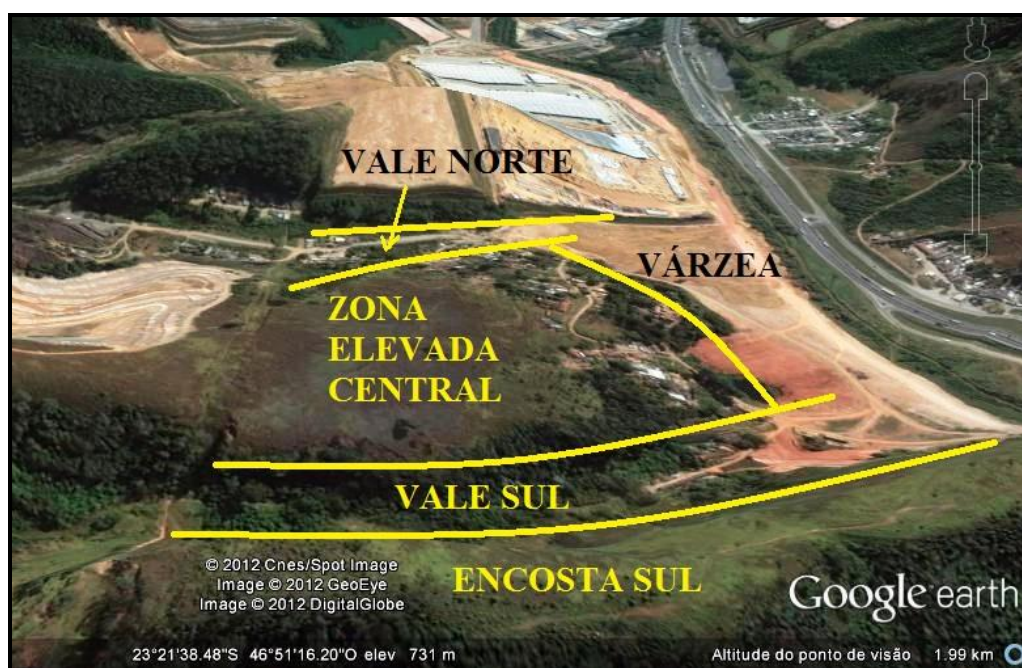 VALE NORTE
VÁRZEA
ZONA
ELEVADA
CENTRAL
VALE SUL
ENCOSTA SUL
© 2012 Cnes/Spot Image
Image © 2012 GeoEye
Image © 2012 DigitalGlobe
Google earth
23°21'38.48"S 46°51'16.20"O elev 731 m
Altitude do ponto de visão 1.99 km